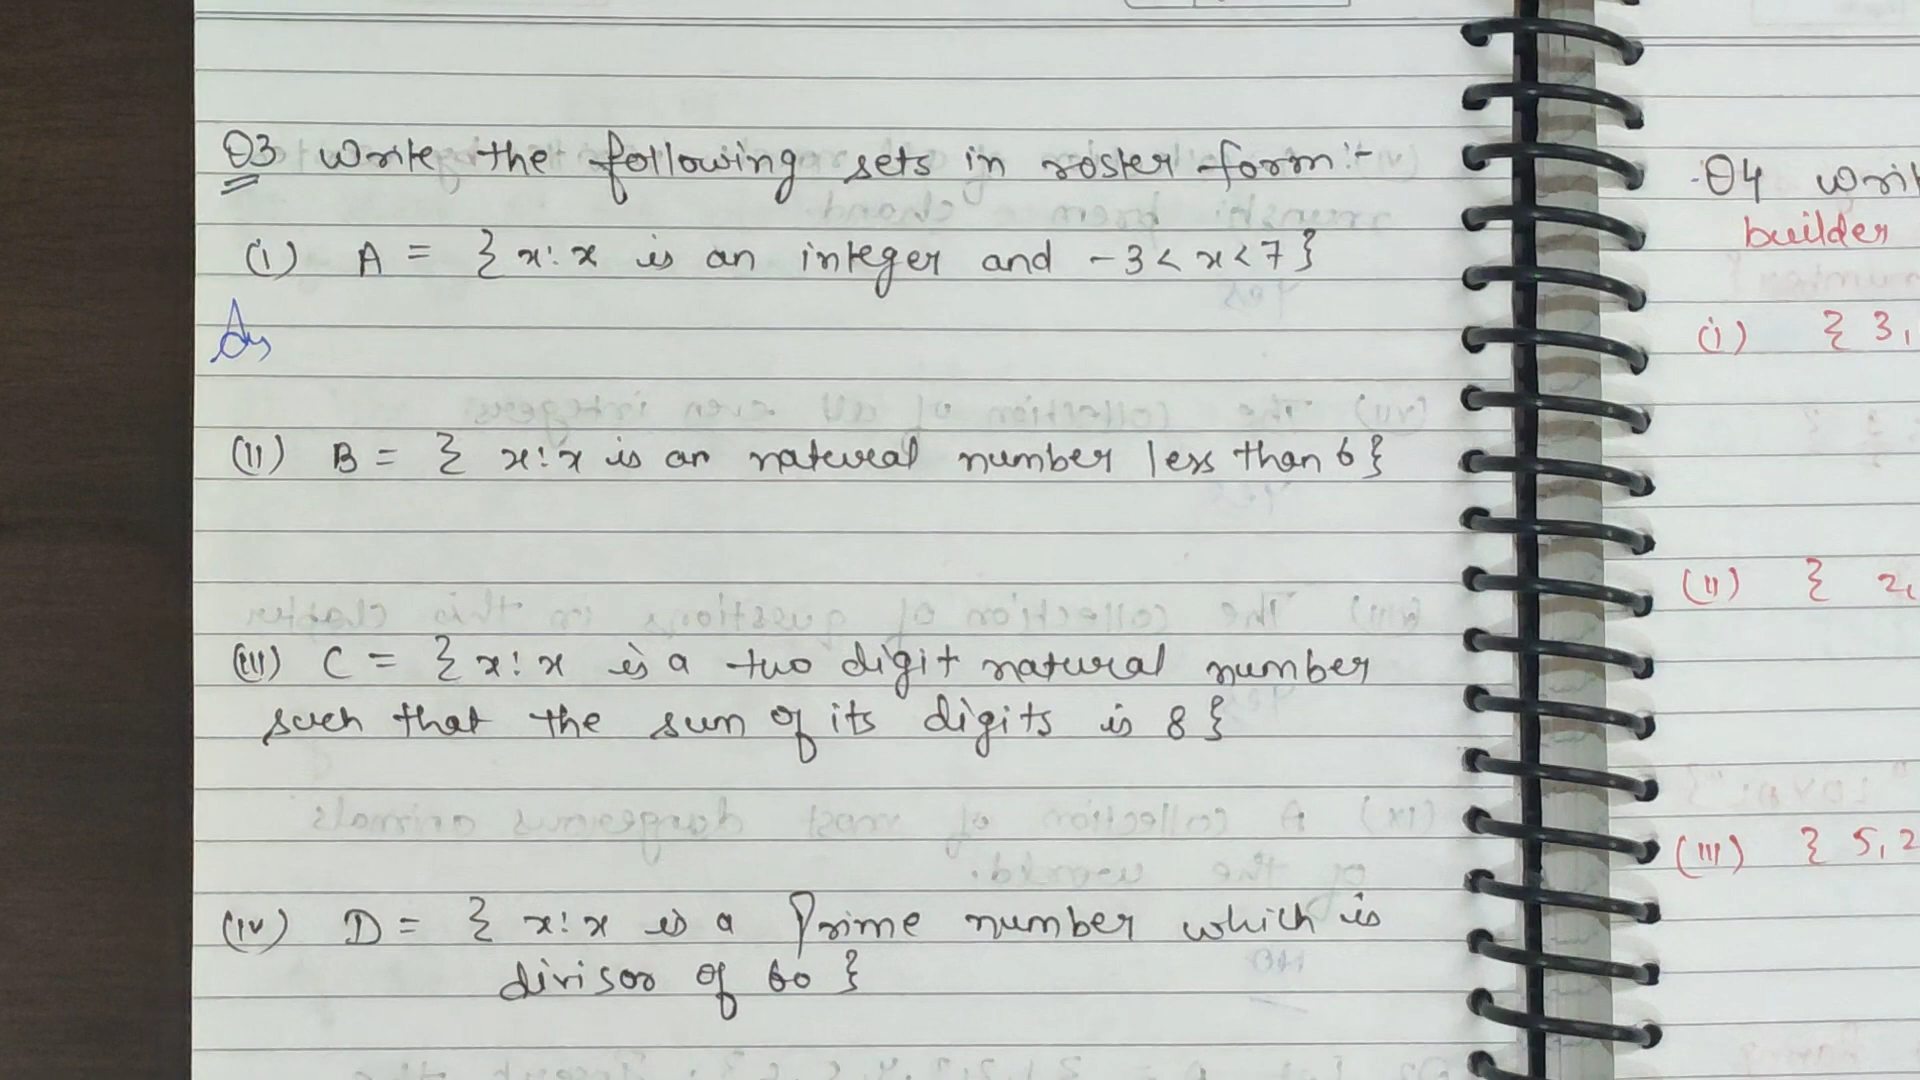 Q3 Write the following sets in roster form:-
(i) A = { x: x is an integer and -3 < x < 7 }
Ans
(ii) B = { x: x is an natural number less than 6 }
(iii) C = { x: x is a two digit natural number
such that the sum of its digits is 8 }
(iv) D = { x: x is a Prime number which is
divisor of 60 }
Q4 Writ
builder
(i) { 3,
(ii) { 2,
(iii) { 5, 2